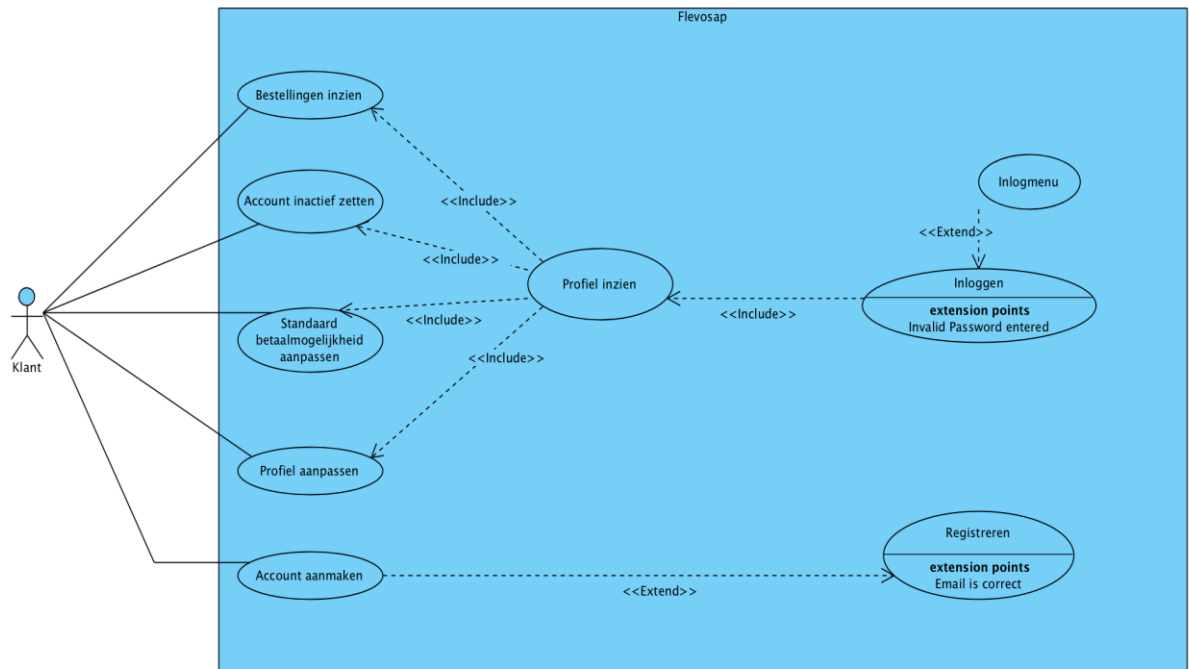 Flevosap
Bestellingen inzien
Account inactief zetten
<<Include>>
Inlogmenu
<<Extend>>
<<Include>>
Profiel inzien
Inloggen
extension points
Invalid Password entered
<<Include>>
<<Include>>
Standaard
betaalmogelijkheid
aanpassen
<<Include>>
Klant
Profiel aanpassen
Registreren
extension points
Email is correct
Account aanmaken
<<Extend>>